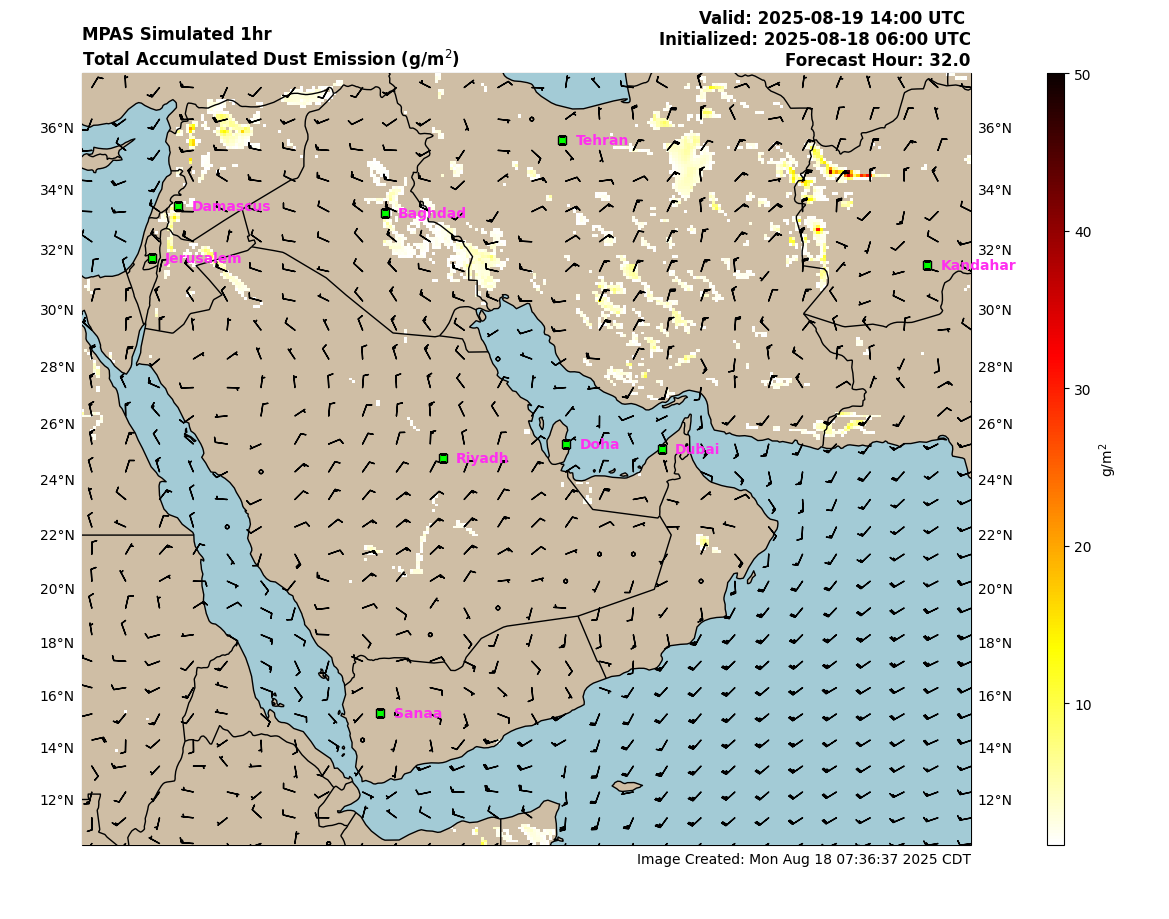 MPAS Simulated 1hr
Total Accumulated Dust Emission (g/m²)
Valid: 2025-08-19 14:00 UTC
Initialized: 2025-08-18 06:00 UTC
Forecast Hour: 32.0
36°N
34°N
32°N
30°N
28°N
26°N
24°N
22°N
20°N
18°N
16°N
14°N
12°N
Tehran
Damascus
Baghdad
Jerusalem
Kandahar
Doha
Dubai
Riyadh
Sanaa
36°N
34°N
32°N
30°N
28°N
26°N
24°N
22°N
20°N
18°N
16°N
14°N
12°N
50
40
30
20
10
g/m²
Image Created: Mon Aug 18 07:36:37 2025 CDT